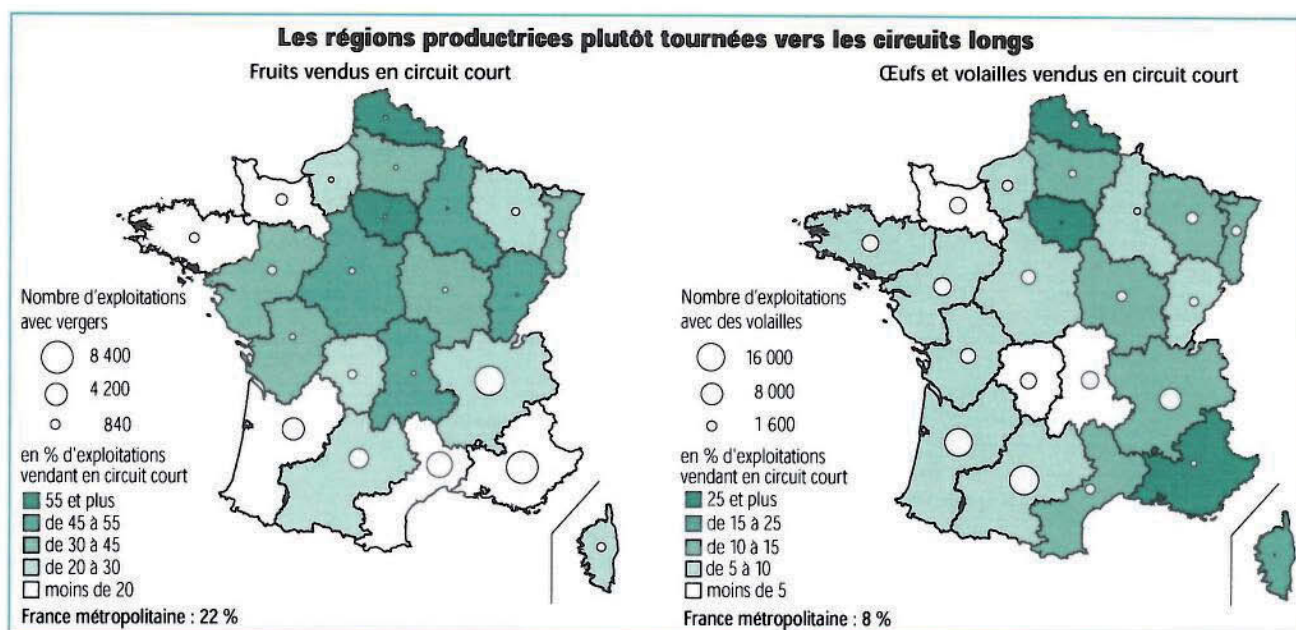 Les régions productrices plutôt tournées vers les circuits longs
Fruits vendus en circuit court
Nombre d'exploitations
avec vergers
8 400
4 200
840
en % d'exploitations
vendant en circuit court
55 et plus
de 45 à 55
de 30 à 45
de 20 à 30
moins de 20
France métropolitaine : 22 %
Œufs et volailles vendus en circuit court
Nombre d'exploitations
avec des volailles
16 000
8 000
1 600
en % d'exploitations
vendant en circuit court
25 et plus
de 15 à 25
de 10 à 15
de 5 à 10
moins de 5
France métropolitaine : 8 %